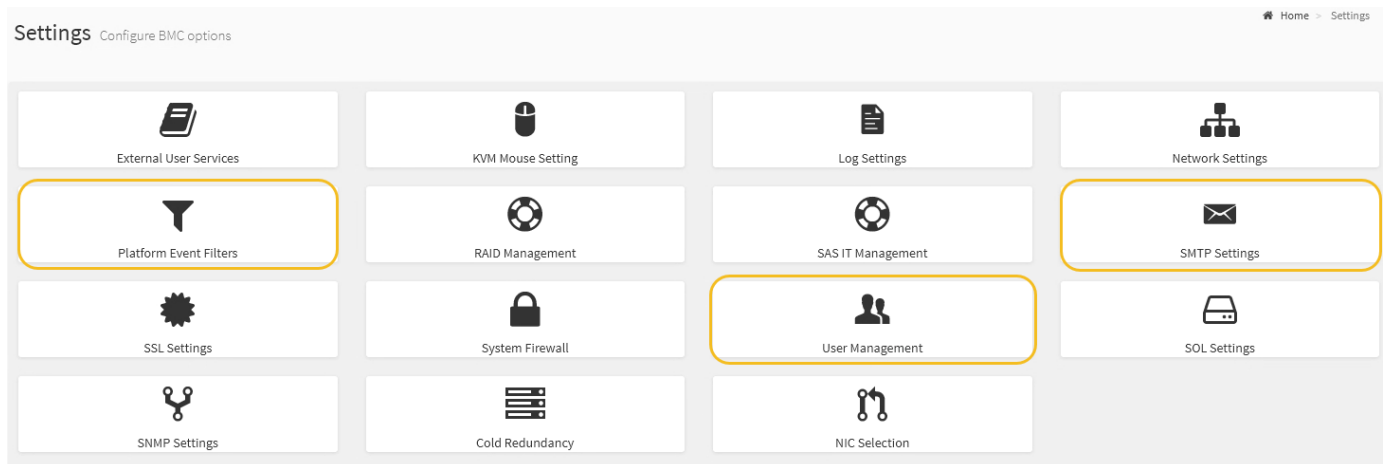 Home > Settings
Settings Configure BMC options
External User Services
KVM Mouse Setting
Log Settings
Network Settings
Platform Event Filters
RAID Management
SAS IT Management
SMTP Settings
SSL Settings
System Firewall
User Management
SOL Settings
SNMP Settings
Cold Redundancy
NIC Selection